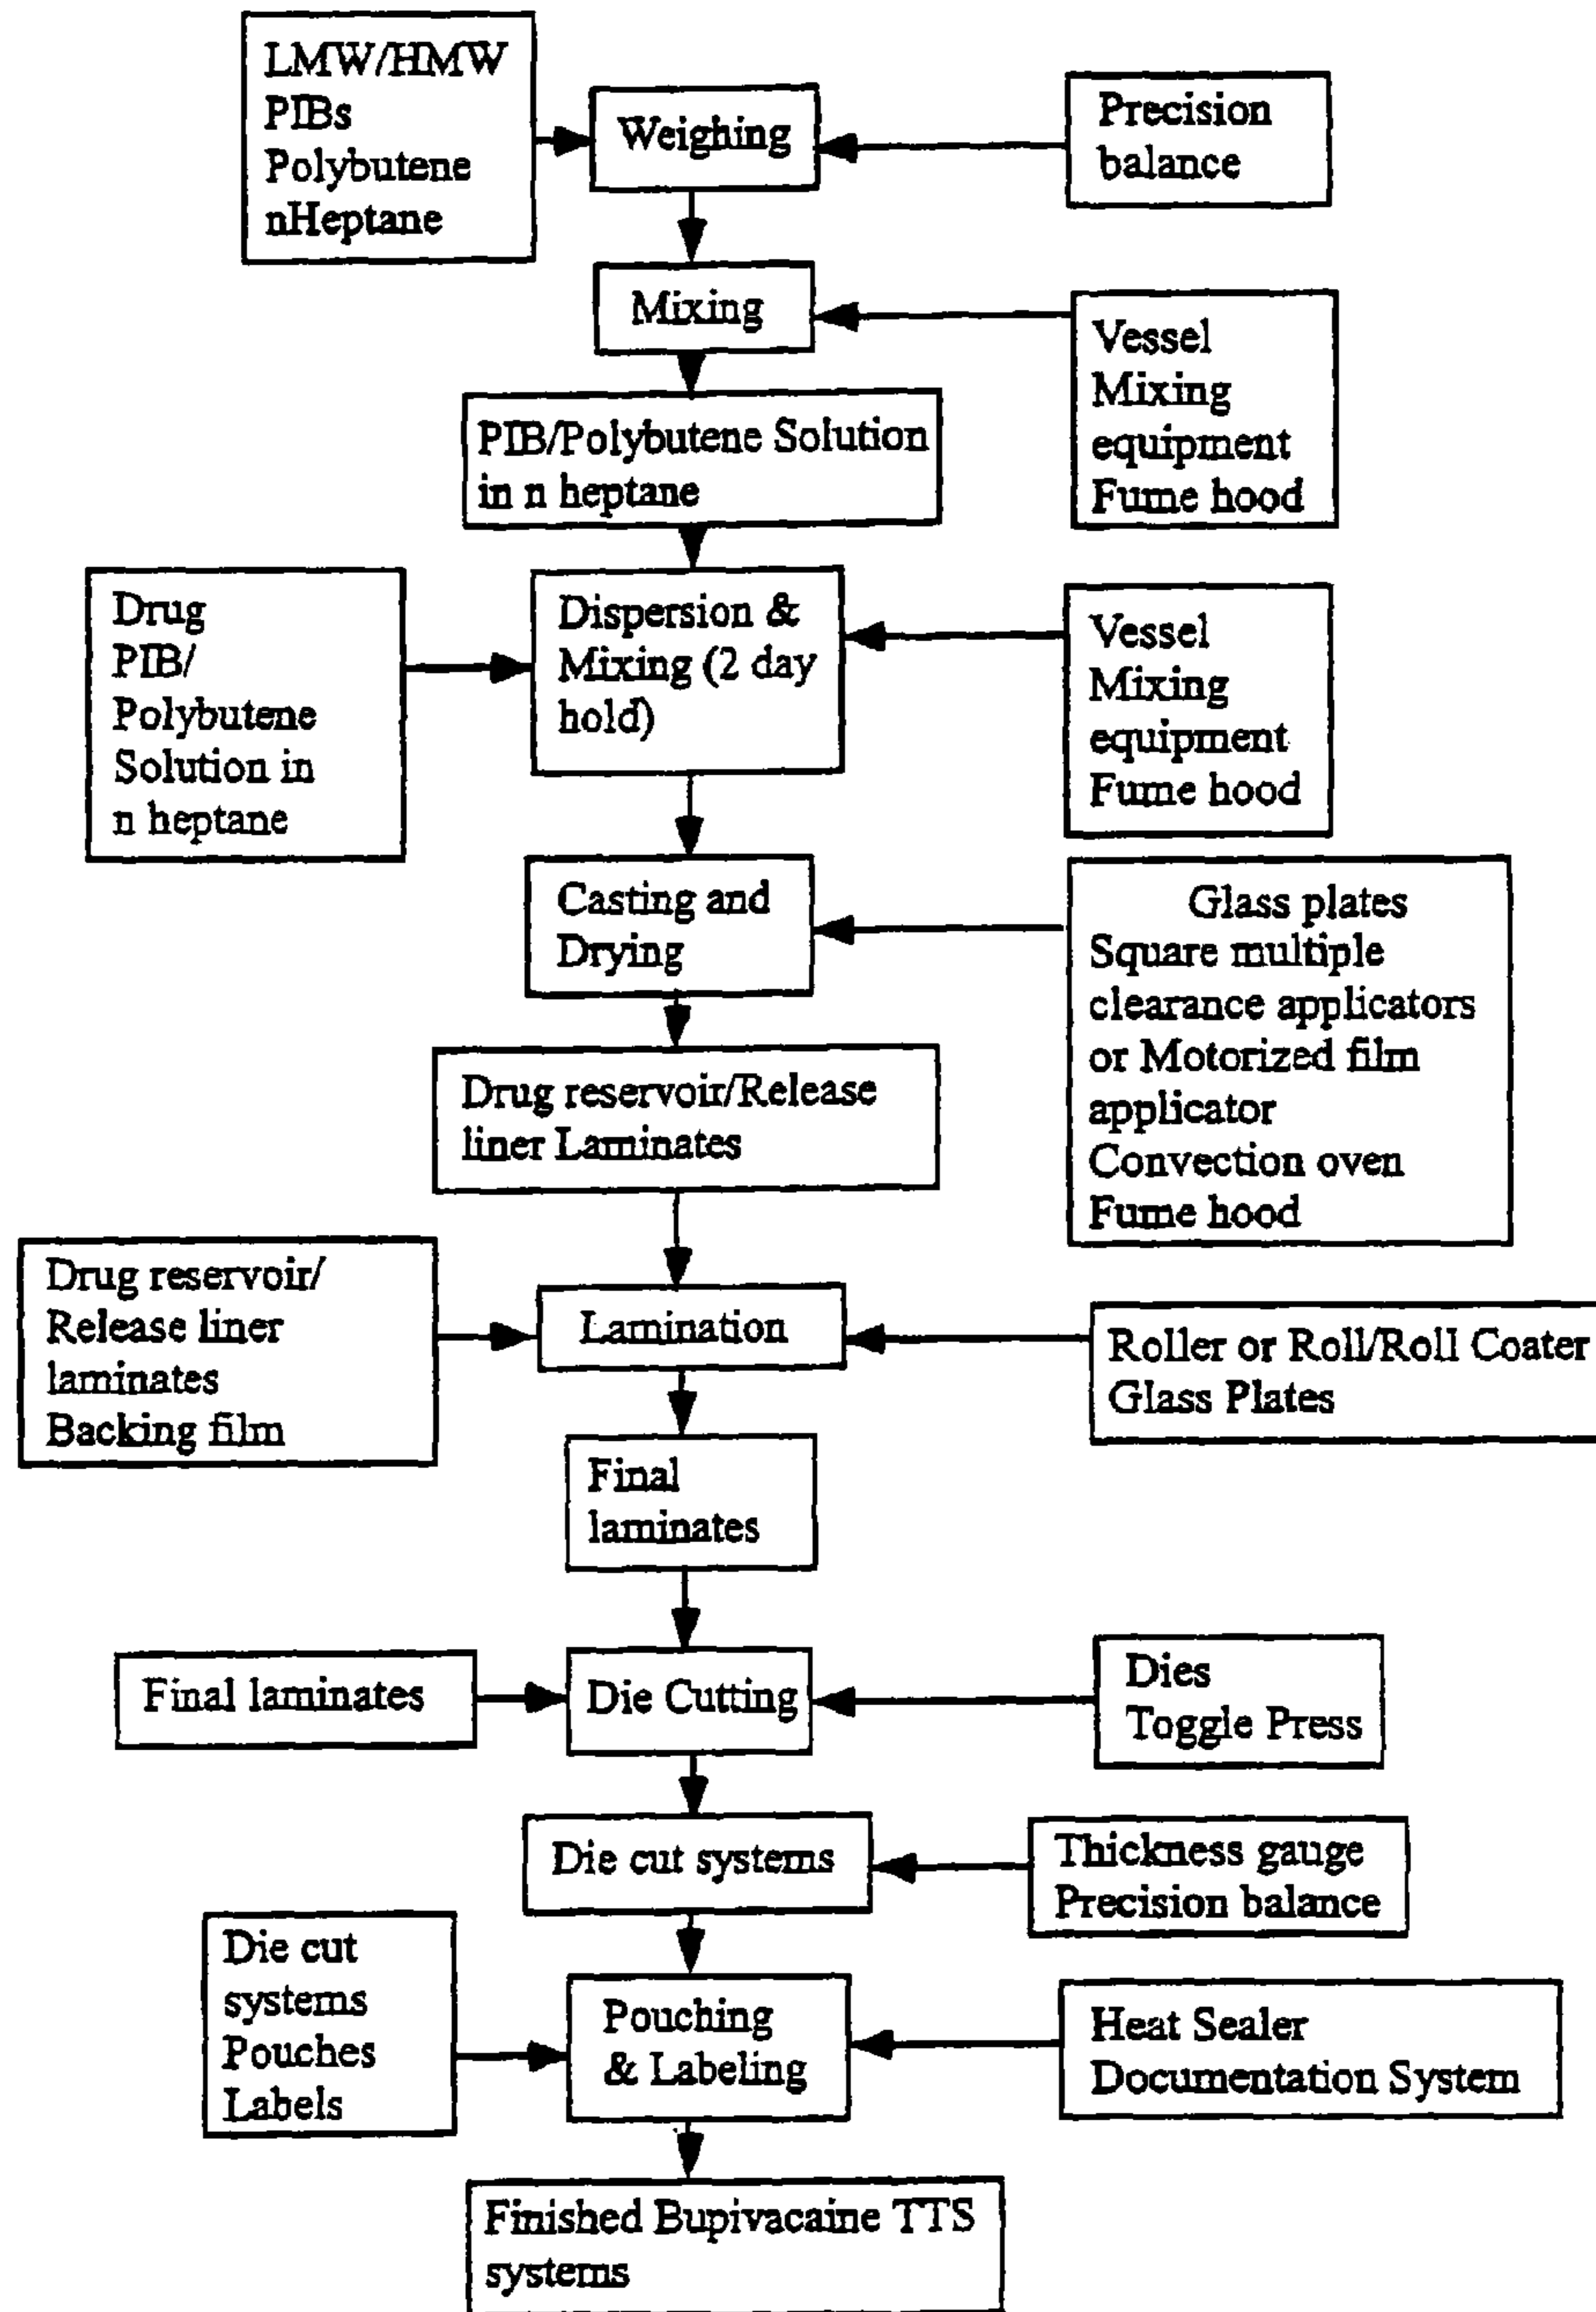 LMW/HMW
PIBs
Polybutene
nHeptane
Weighing
Precision
balance
Mixing
Vessel
Mixing
equipment
Fume hood
PIB/Polybutene Solution
in n heptane
Drug
PIB/
Polybutene
Solution in
n heptane
Dispersion &
Mixing (2 day
hold)
Vessel
Mixing
equipment
Fume hood
Casting and
Drying
Glass plates
Square multiple
clearance applicators
or Motorized film
applicator
Convection oven
Fume hood
Drug reservoir/Release
liner Laminates
Drug reservoir/
Release liner
laminates
Backing film
Lamination
Roller or Roll/Roll Coater
Glass Plates
Final
laminates
Final laminates
Die Cutting
Dies
Toggle Press
Die cut systems
Thickness gauge
Precision balance
Die cut
systems
Pouches
Labels
Pouching
& Labeling
Heat Sealer
Documentation System
Finished Bupivacaine TTS
systems